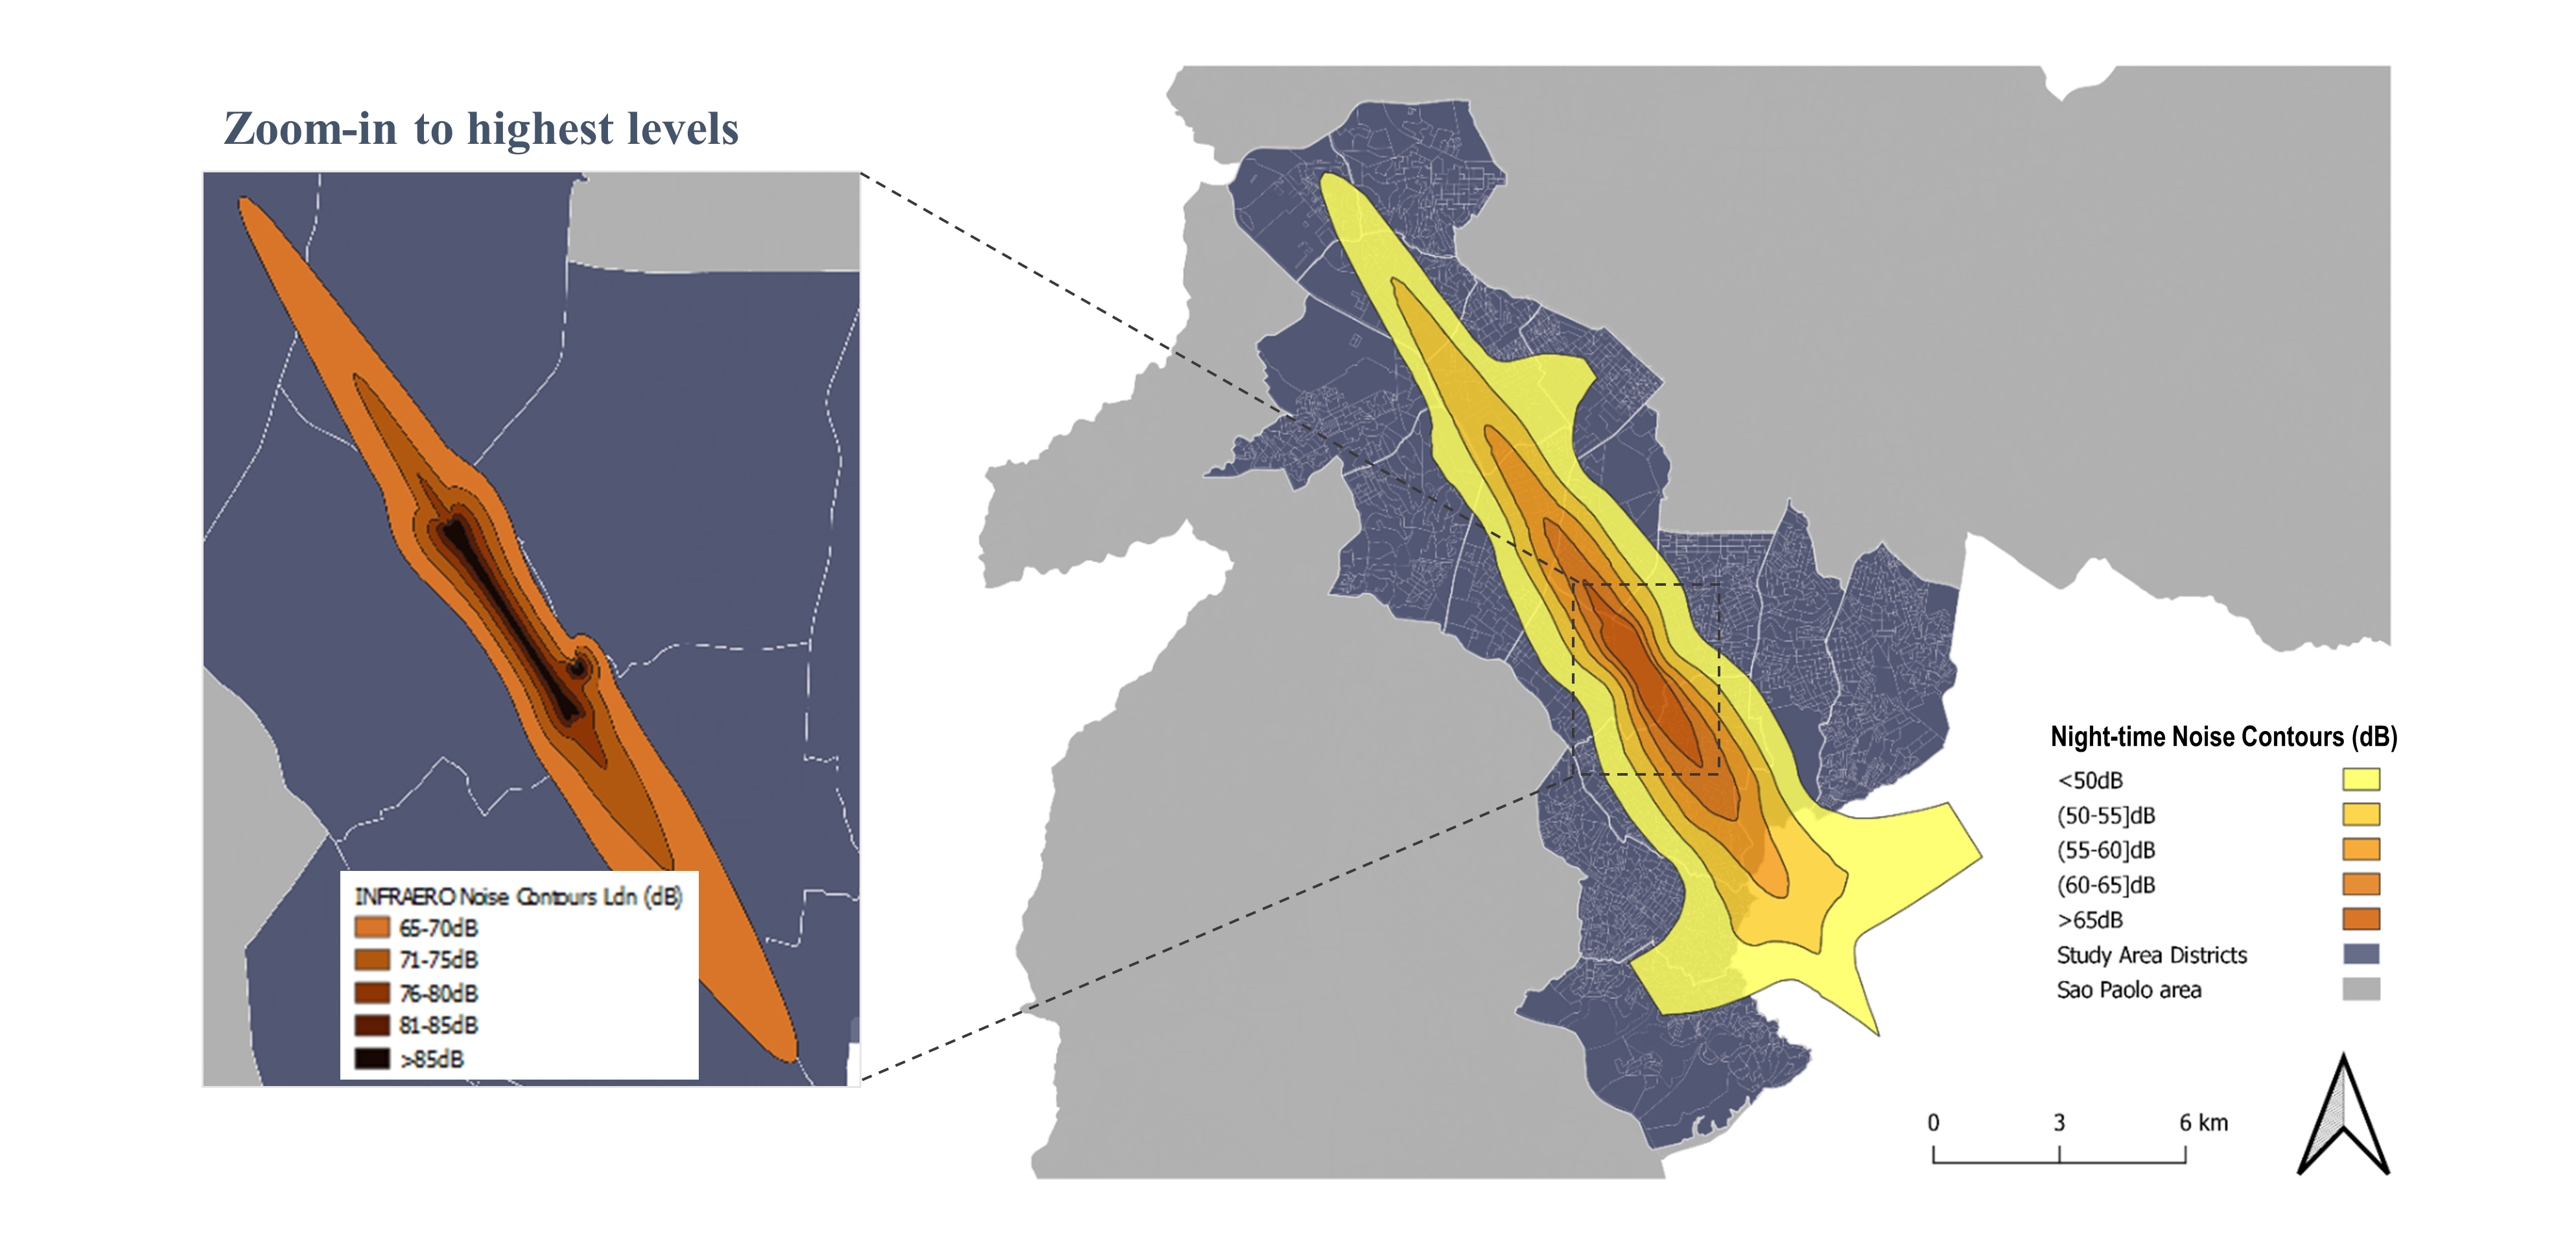 Zoom-in to highest levels
INFRAERO Noise Contours Ldn (dB)
65-70dB
71-75dB
76-80dB
81-85dB
>85dB
Night-time Noise Contours (dB)
<50dB
(50-55]dB
(55-60]dB
(60-65]dB
>65dB
Study Area Districts
Sao Paolo area
0 3 6 km